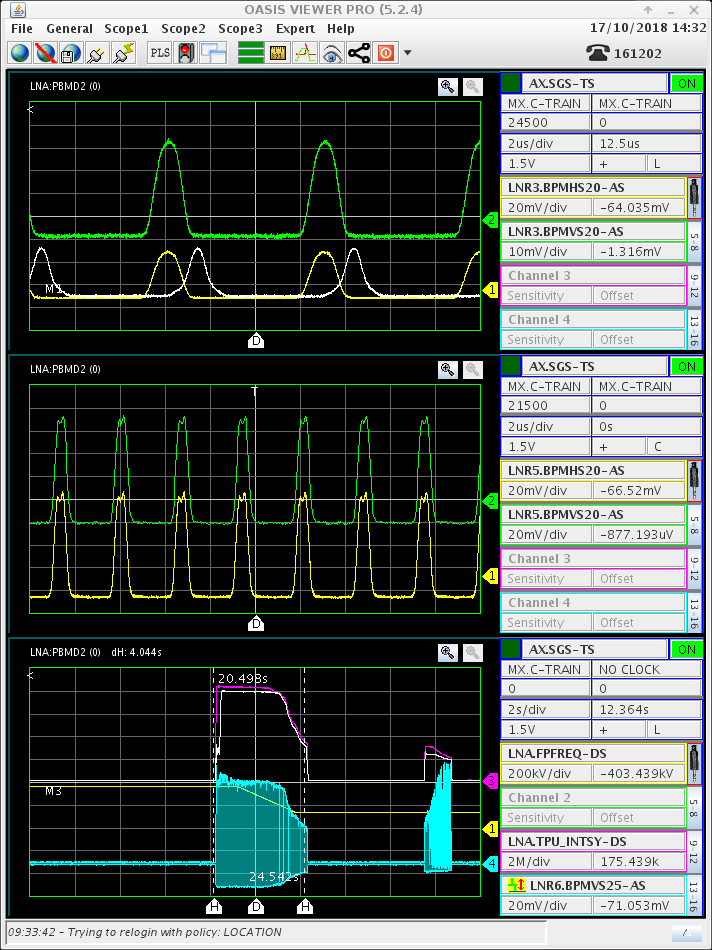 OASIS VIEWER PRO (5.2.4)
File General Scope1 Scope2 Scope3 Expert Help
17/10/2018 14:32
PLS
161202
LNA:PBMD2 (0)
<
M1
2
1
D
AX.SGS-TS ON
MX.C-TRAIN MX.C-TRAIN
24500 0
2us/div 12.5us
1.5V + L
LNR3.BPMHS20-AS
20mV/div -64.035mV
LNR3.BPMVS20-AS
10mV/div -1.316mV
Channel 3
Sensitivity Offset
Channel 4
Sensitivity Offset
5-8
9-12
13-16
LNA:PBMD2 (0)
T
2
1
D
AX.SGS-TS ON
MX.C-TRAIN MX.C-TRAIN
21500 0
2us/div 0s
1.5V + C
LNR5.BPMHS20-AS
20mV/div -66.52mV
LNR5.BPMVS20-AS
20mV/div -877.193uV
Channel 3
Sensitivity Offset
Channel 4
Sensitivity Offset
5-8
9-12
13-16
LNA:PBMD2 (0) dH: 4.044s
<
20.498s
M3
24.542s
3
1
4
H D H
AX.SGS-TS ON
MX.C-TRAIN NO CLOCK
0 0
2s/div 12.364s
1.5V + L
LNA.FPFREQ-DS
200kV/div -403.439kV
Channel 2
Sensitivity Offset
LNA.TPU_INTSY-DS
2M/div 175.439k
LNR6.BPMVS25-AS
20mV/div -71.053mV
5-8
9-12
13-16
09:33:42 - Trying to relogin with policy: LOCATION